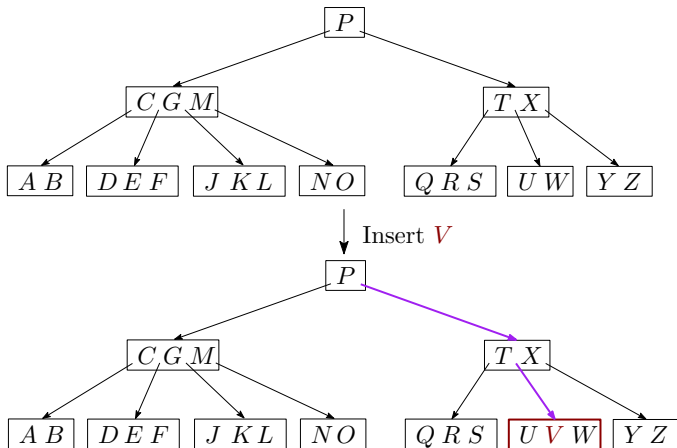 P
C G M T X
A B D E F J K L N O Q R S U W Y Z
Insert V
P
C G M T X
A B D E F J K L N O Q R S U V W Y Z